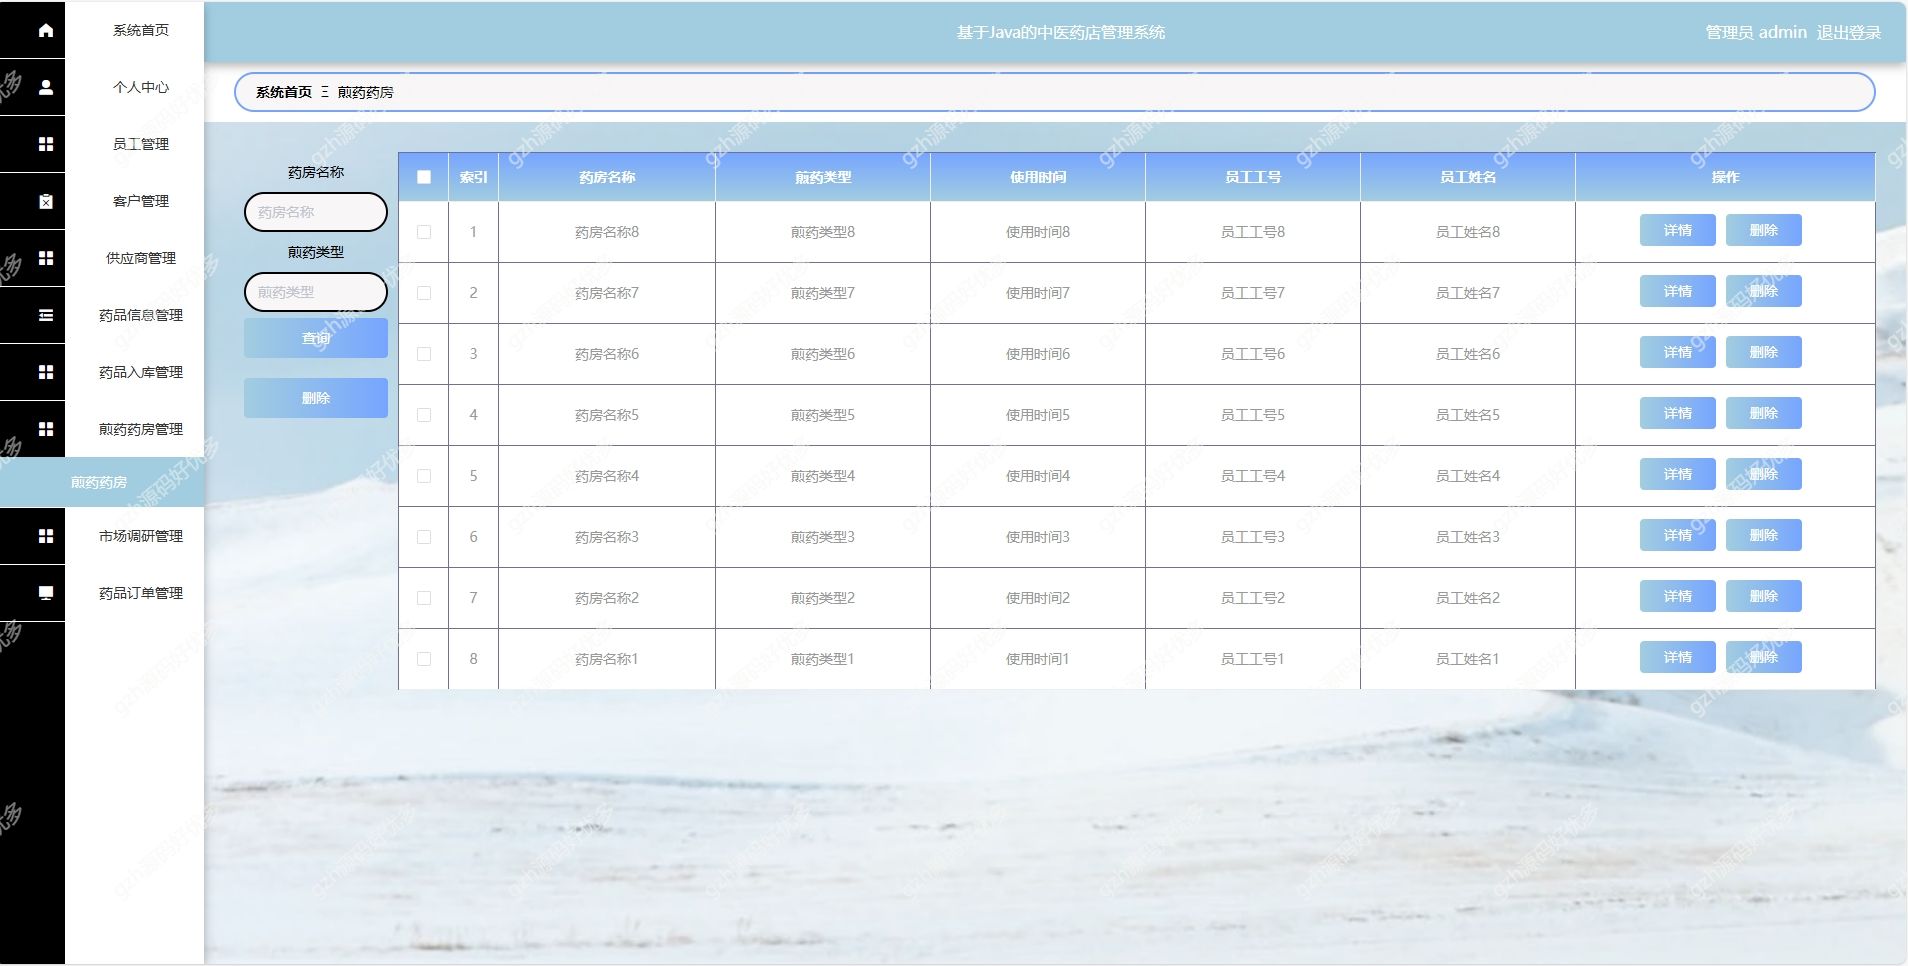 基于Java的中医药店管理系统
管理员 admin 退出登录
系统首页
个人中心
员工管理
客户管理
供应商管理
药品信息管理
药品入库管理
煎药药房管理
煎药药房
市场调研管理
药品订单管理
系统首页 Ξ 煎药药房
药房名称
药房名称
煎药类型
煎药类型
查询
删除
索引 药房名称 煎药类型 使用时间 员工工号 员工姓名 操作
1 药房名称8 煎药类型8 使用时间8 员工工号8 员工姓名8 详情 删除
2 药房名称7 煎药类型7 使用时间7 员工工号7 员工姓名7 详情 删除
3 药房名称6 煎药类型6 使用时间6 员工工号6 员工姓名6 详情 删除
4 药房名称5 煎药类型5 使用时间5 员工工号5 员工姓名5 详情 删除
5 药房名称4 煎药类型4 使用时间4 员工工号4 员工姓名4 详情 删除
6 药房名称3 煎药类型3 使用时间3 员工工号3 员工姓名3 详情 删除
7 药房名称2 煎药类型2 使用时间2 员工工号2 员工姓名2 详情 删除
8 药房名称1 煎药类型1 使用时间1 员工工号1 员工姓名1 详情 删除
gzh源码好优多